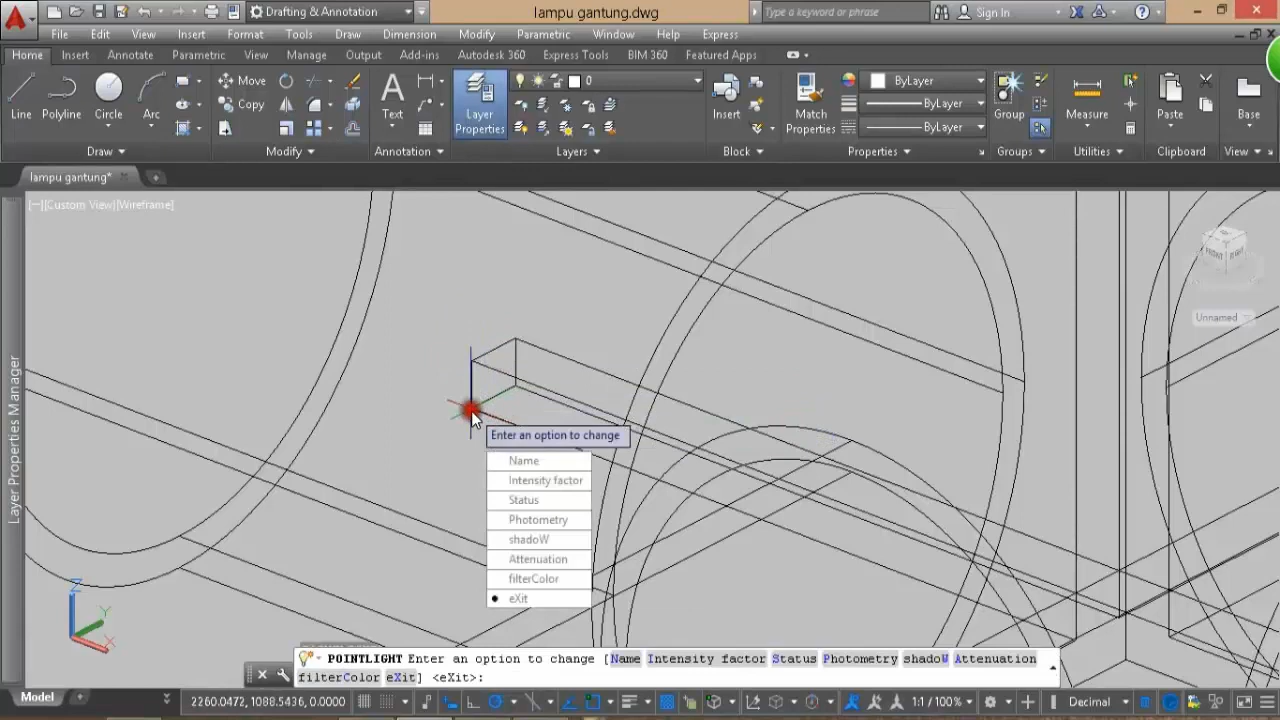 Drafting & Annotation
lampu gantung.dwg
Type a keyword or phrase
Sign In
File Edit View Insert Format Tools Draw Dimension Modify Parametric Window Help Express
Home Insert Annotate Parametric View Manage Output Add-ins Autodesk 360 Express Tools BIM 360 Featured Apps
Move
Copy
0
ByLayer
ByLayer
ByLayer
Line Polyline Circle Arc
Text
Layer
Properties
Insert
Match
Properties
Group
Measure
Paste
Base
Draw Modify Annotation Layers Block Properties Groups Utilities Clipboard View
lampu gantung*
[−][Custom View][Wireframe]
FRONT RIGHT
Unnamed
Layer Properties Manager
Enter an option to change
Name
Intensity factor
Status
Photometry
shadoW
Attenuation
filterColor
eXit
Z
Y
X
POINTLIGHT Enter an option to change [Name Intensity factor Status Photometry shadoW Attenuation
filterColor eXit] <eXit>:
Model
2260.0472, 1088.5436, 0.0000
1:1 / 100%
Decimal